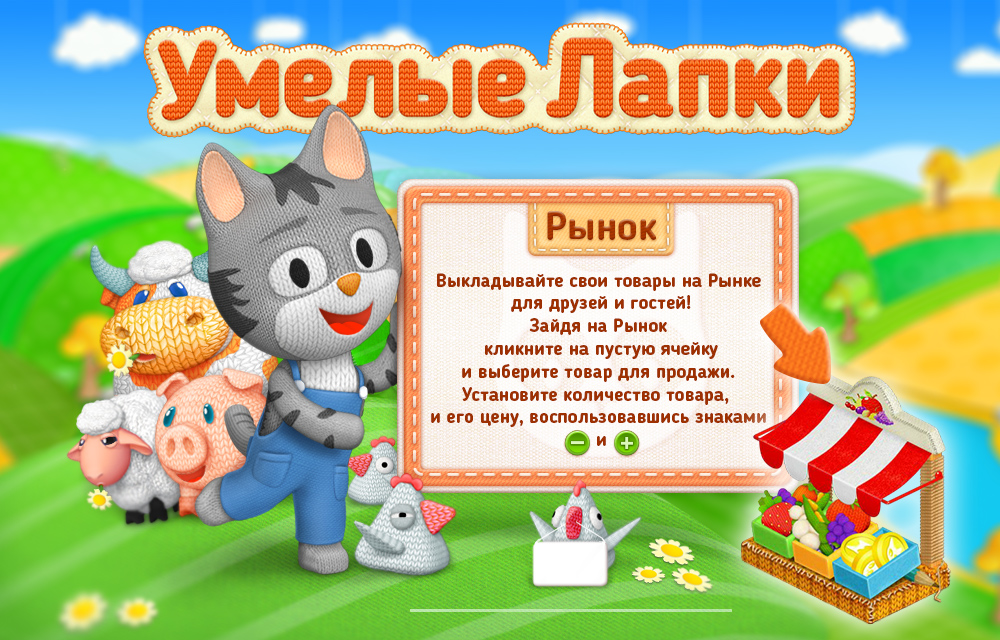 Умелые Лапки
Рынок
Выкладывайте свои товары на Рынке
для друзей и гостей!
Зайдя на Рынок
кликните на пустую ячейку
и выберите товар для продажи.
Установите количество товара,
и его цену, воспользовавшись знаками
− и +